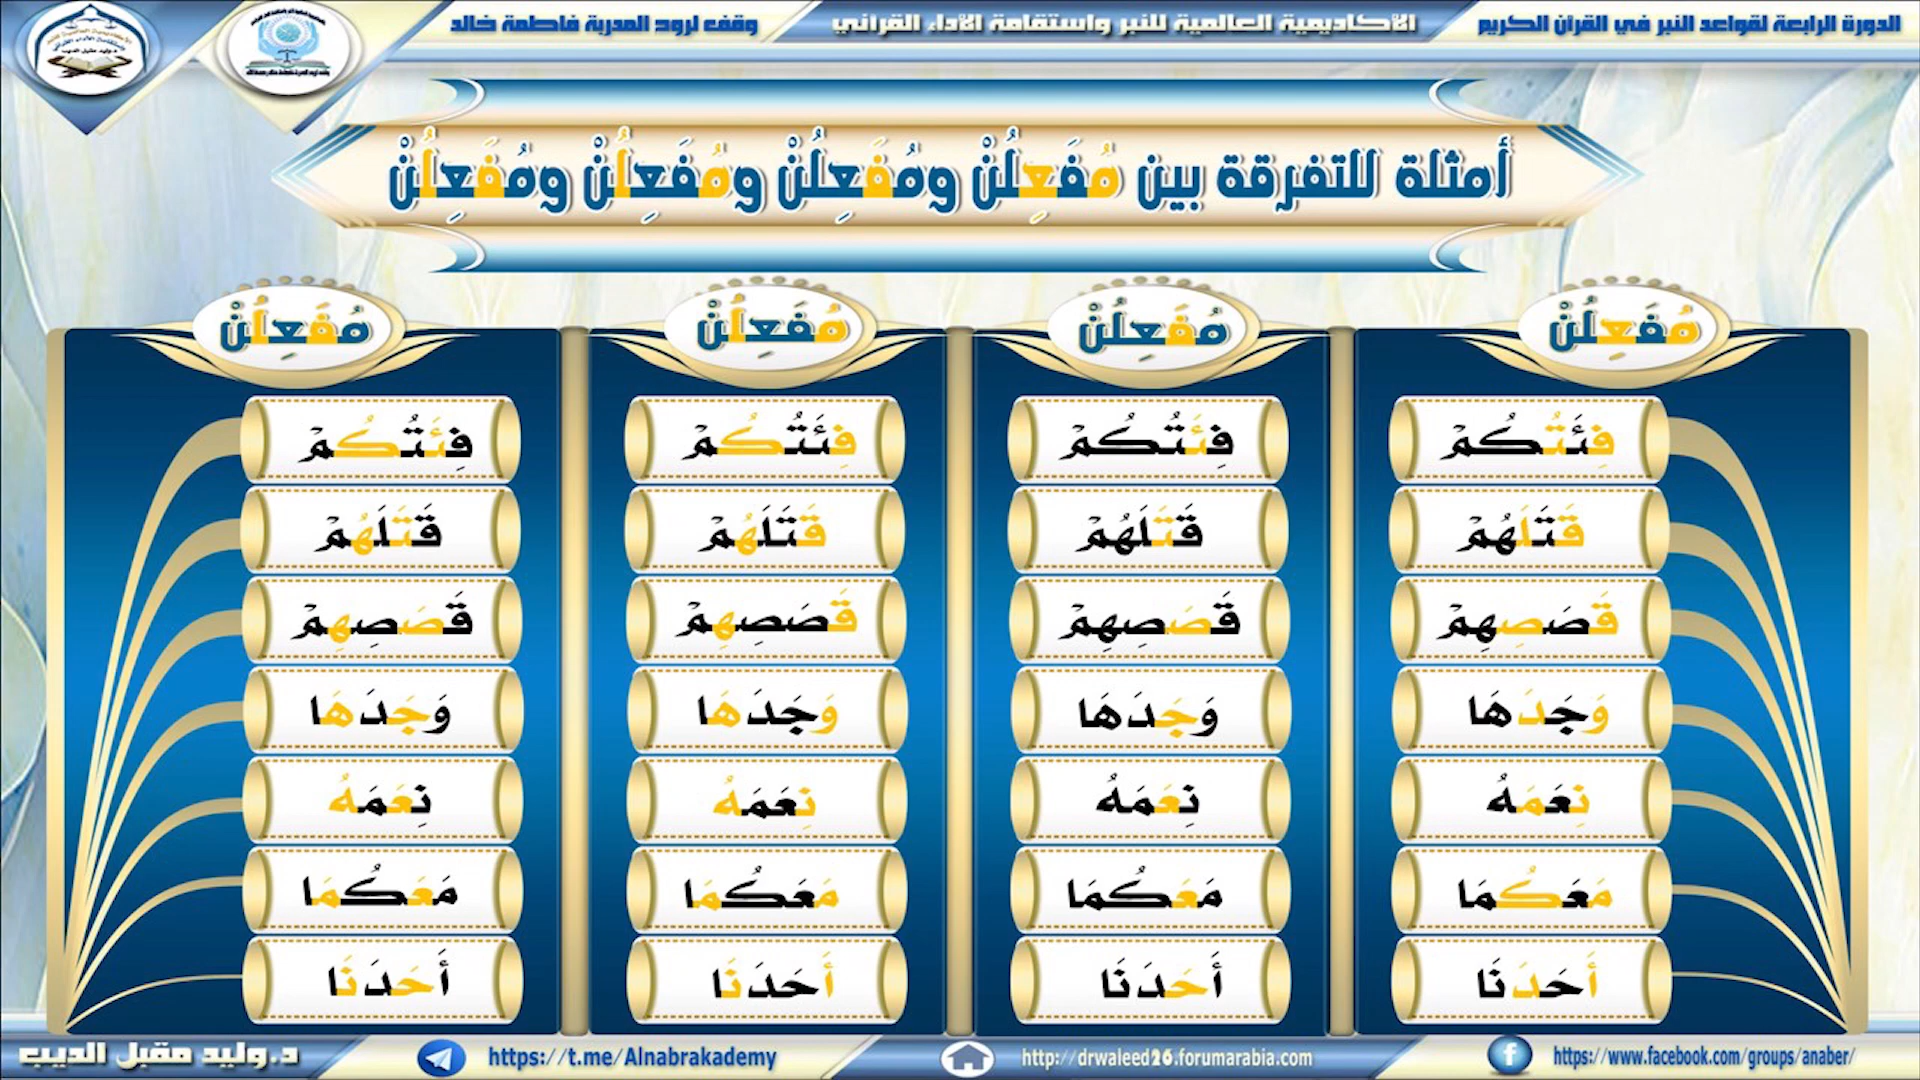 الدورة الرابعة لقواعد النبر في القرآن الكريم
الأكاديمية العالمية للنبر واستقامة الأداء القرآني
وقف لرود المدربة فاطمة خالد
أمثلة للتفرقة بين مُفَعِلُنْ ومُفَعِلُنْ ومُفَعِلُنْ ومُفَعِلُنْ
مُفَعِلُنْ مُفَعِلُنْ مُفَعِلُنْ مُفَعِلُنْ
فِئَتُكُمْ فِئَتُكُمْ فِئَتُكُمْ فِئَتُكُمْ
قَتَلَهُمْ قَتَلَهُمْ قَتَلَهُمْ قَتَلَهُمْ
قَصَصِهِمْ قَصَصِهِمْ قَصَصِهِمْ قَصَصِهِمْ
وَجَدَهَا وَجَدَهَا وَجَدَهَا وَجَدَهَا
نِعَمَهُ نِعَمَهُ نِعَمَهُ نِعَمَهُ
مَعَكُمَا مَعَكُمَا مَعَكُمَا مَعَكُمَا
أَحَدَنَا أَحَدَنَا أَحَدَنَا أَحَدَنَا
https://www.facebook.com/groups/anaber/
http://drwaleed26.forumarabia.com
https://t.me/Alnabrakademy
د.وليد مقبل الديب